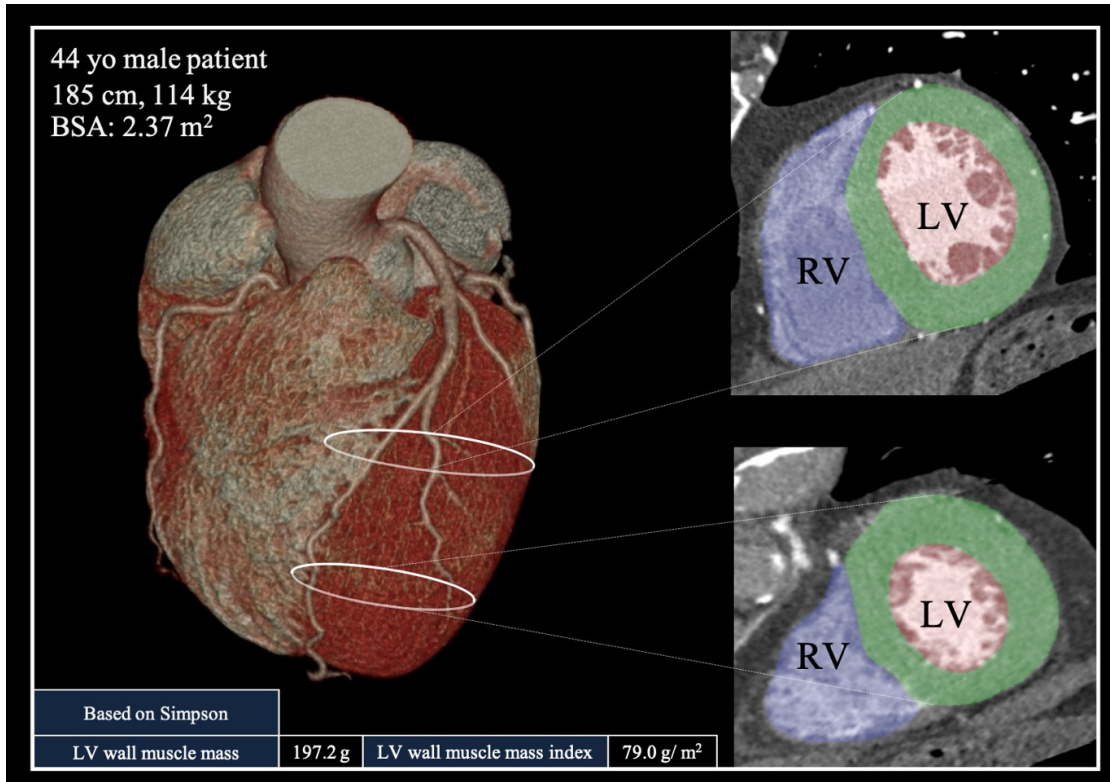 44 yo male patient
185 cm, 114 kg
BSA: 2.37 m²
LV
RV
LV
RV
Based on Simpson
LV wall muscle mass 197.2 g LV wall muscle mass index 79.0 g/ m²